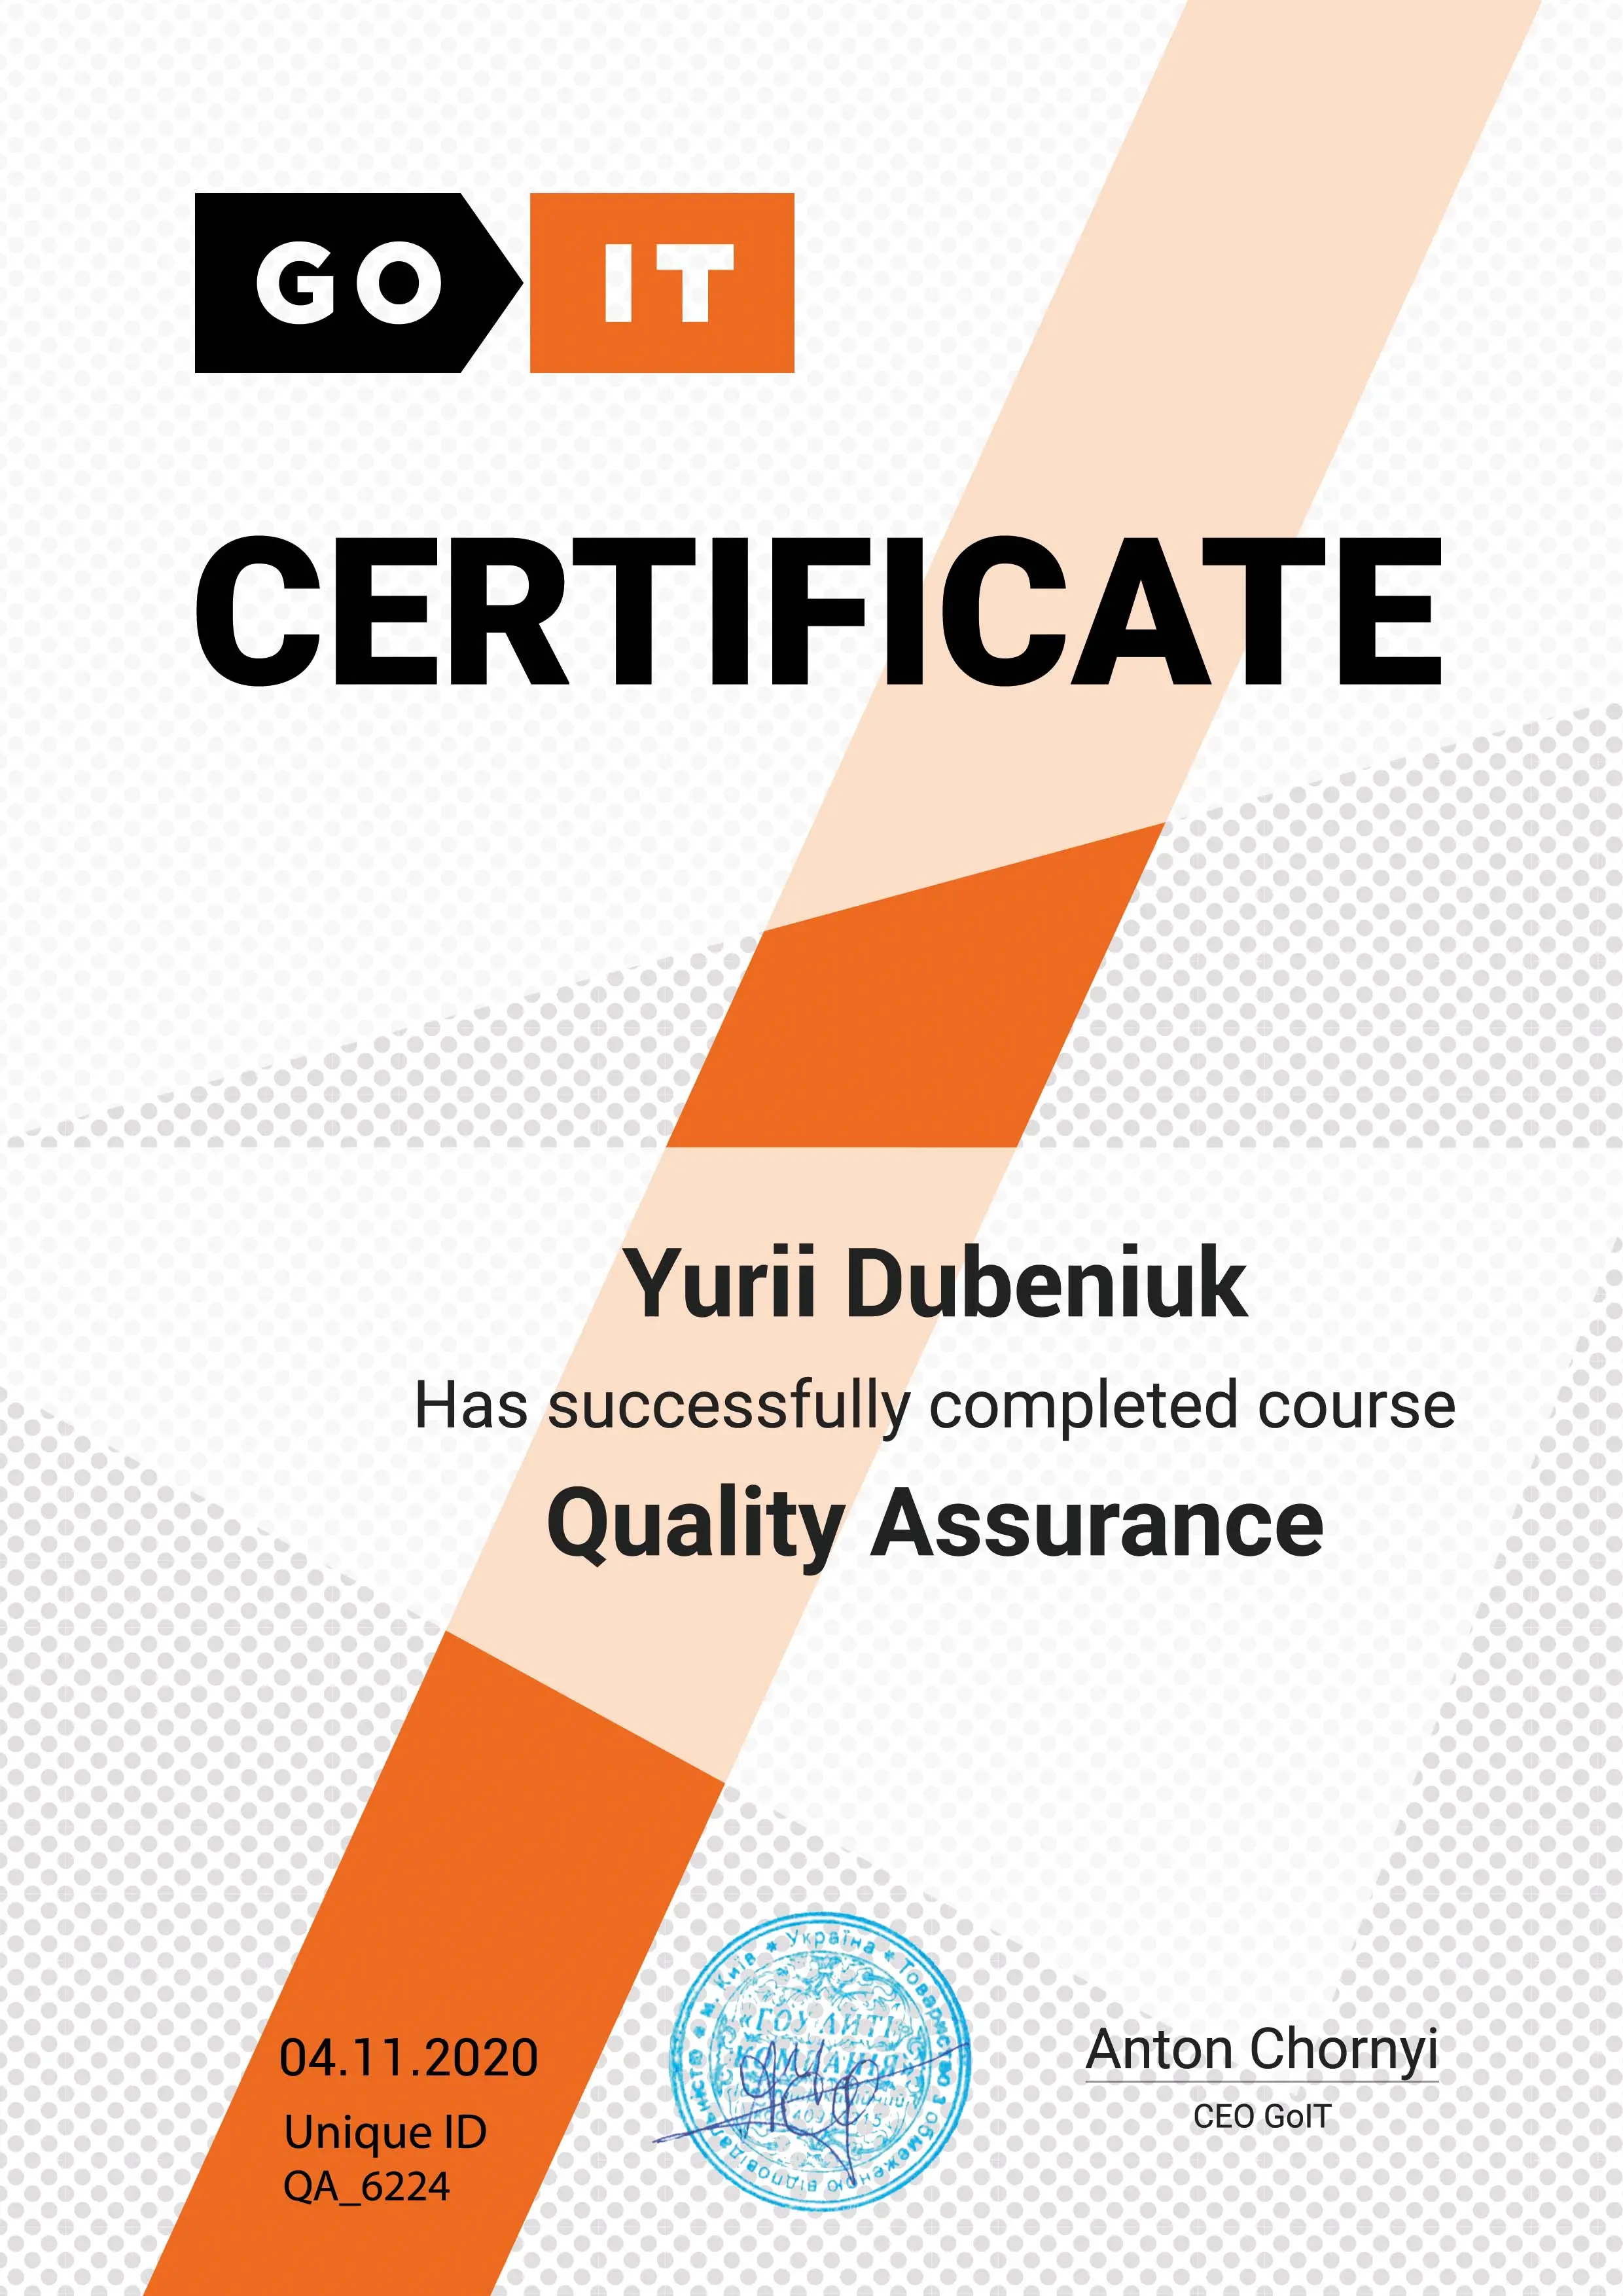 GO IT
CERTIFICATE
Yurii Dubeniuk
Has successfully completed course
Quality Assurance
04.11.2020
Unique ID
QA_6224
* Україна * Товариство з обмеженою відповідальністю * м. Київ
«ГОУ АЙТІ
КОМПАНІЯ»
Anton Chornyi
CEO GoIT